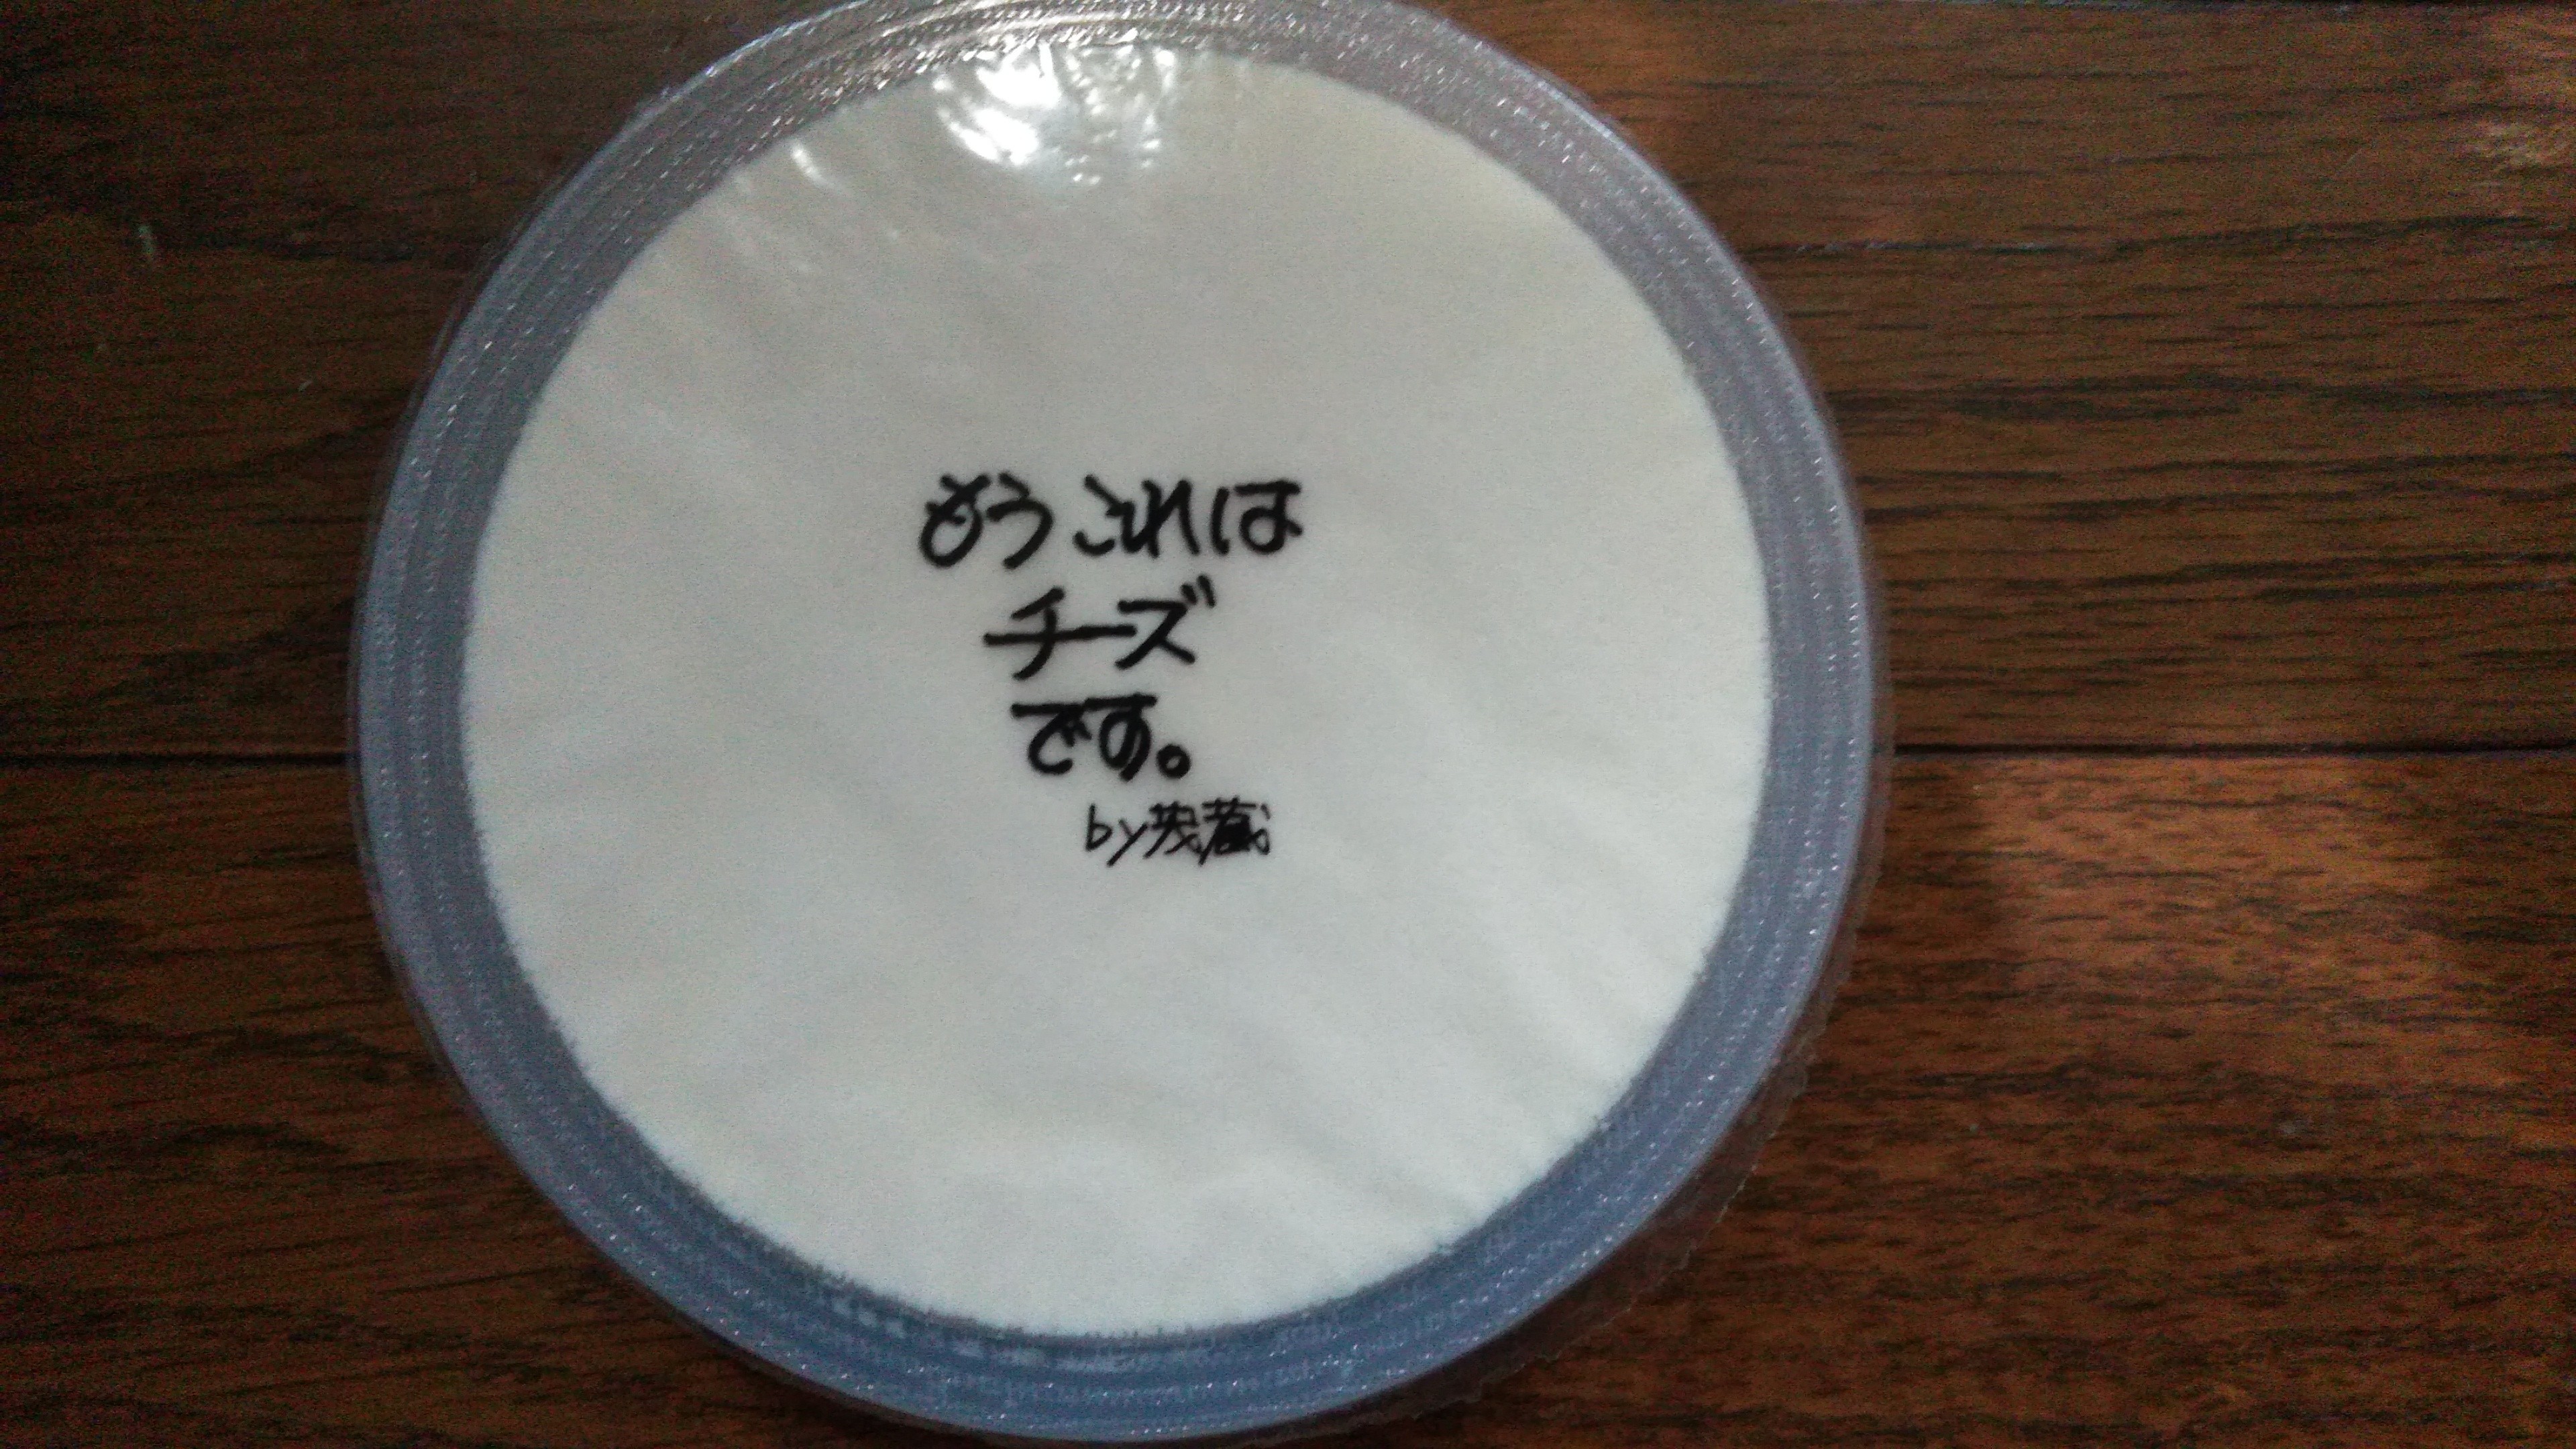 もうこれは
チーズ
です。
by茂蔵